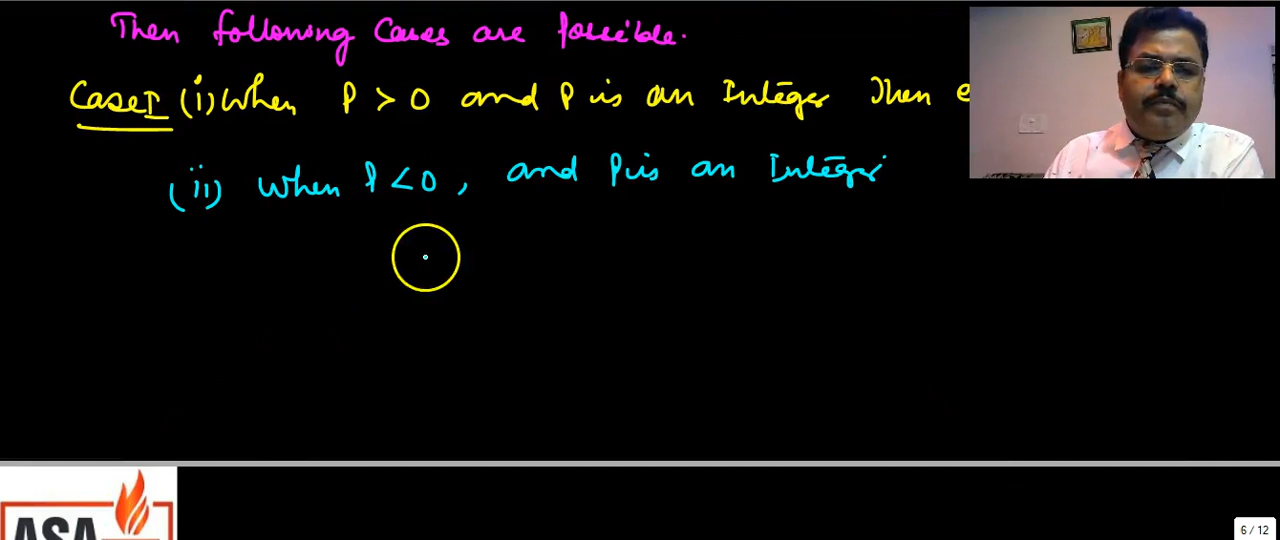 Then following Cases are possible.
Case I (i) When P > 0 and P is an Integer Then e
(ii) When P < 0 , and P is an Integer
ASA
6 / 12